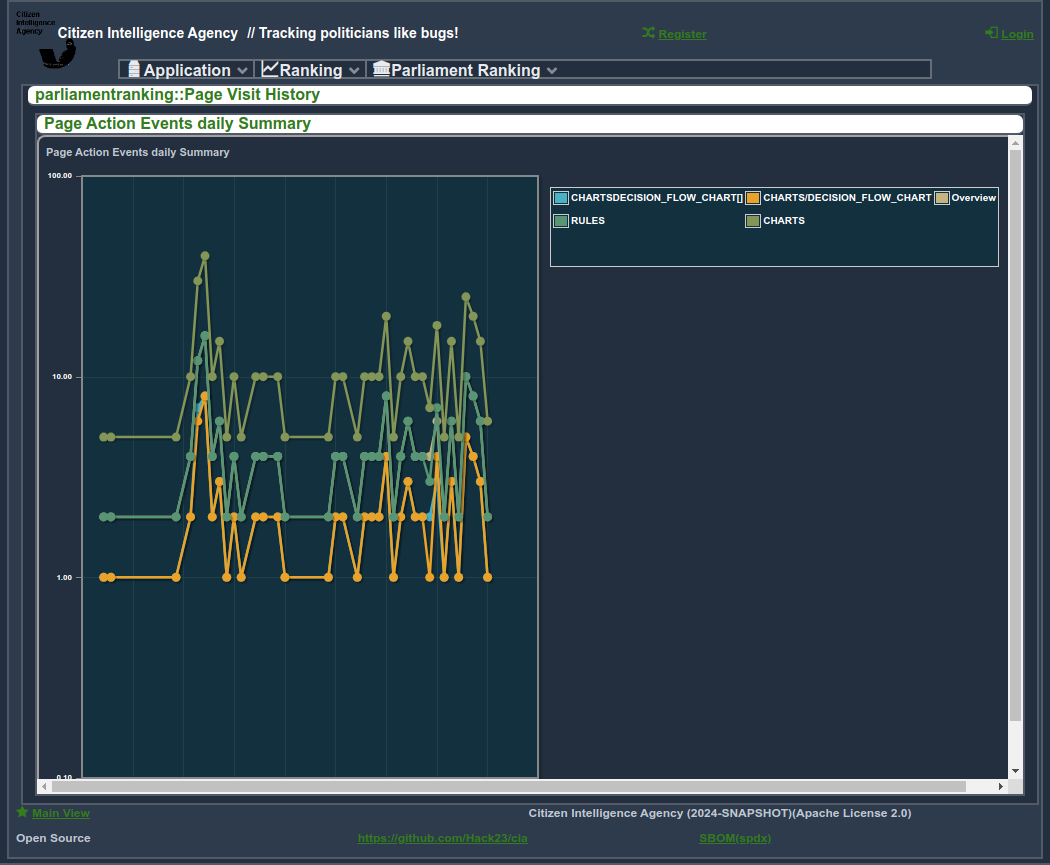 Citizen
Intelligence
Agency
Citizen Intelligence Agency // Tracking politicians like bugs!
Register
Login
Application
Ranking
Parliament Ranking
parliamentranking::Page Visit History
Page Action Events daily Summary
Page Action Events daily Summary
100.00
10.00
1.00
0.10
CHARTSDECISION_FLOW_CHART[]
CHARTS/DECISION_FLOW_CHART
Overview
RULES
CHARTS
Main View
Citizen Intelligence Agency (2024-SNAPSHOT)(Apache License 2.0)
Open Source
https://github.com/Hack23/cia
SBOM(spdx)